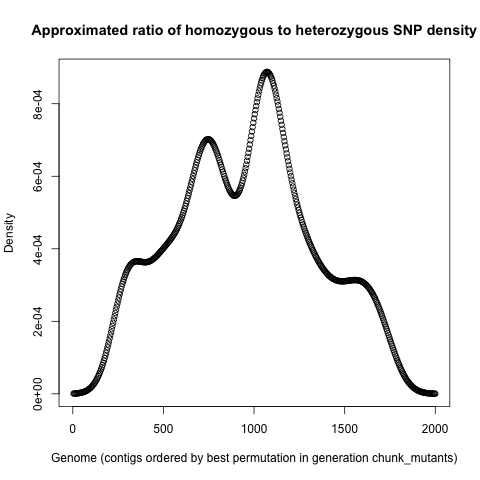 Approximated ratio of homozygous to heterozygous SNP density
8e-04
6e-04
4e-04
2e-04
0e+00
Density
0 500 1000 1500 2000
Genome (contigs ordered by best permutation in generation chunk_mutants)